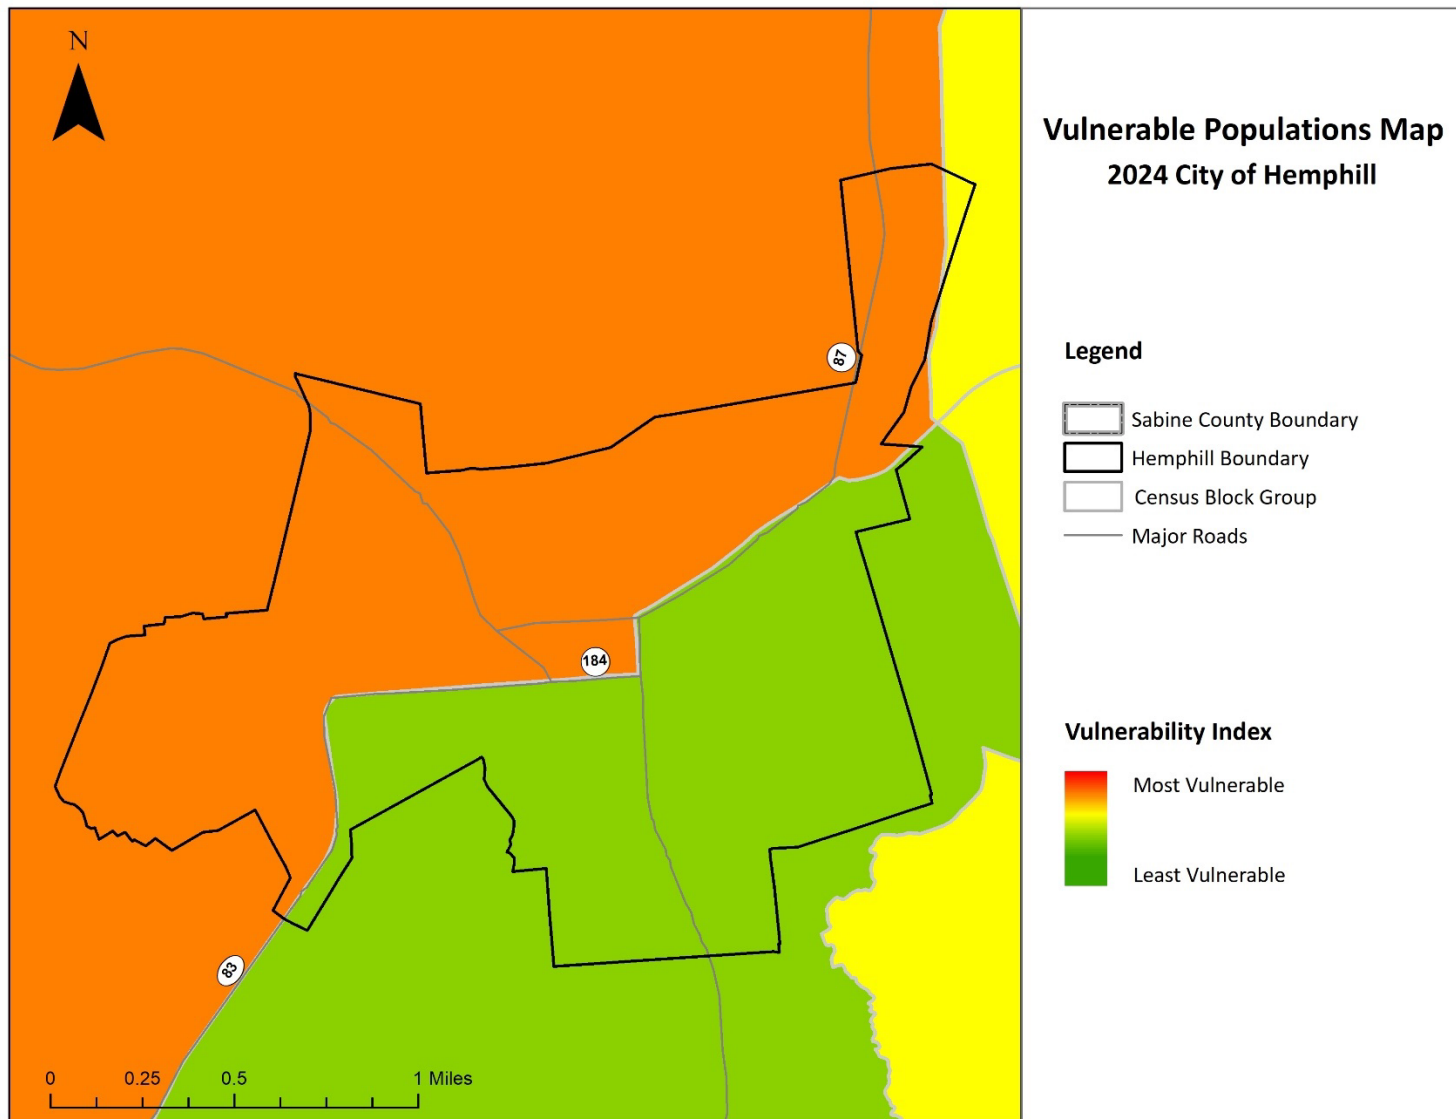 N
87
184
83
0 0.25 0.5 1 Miles
Vulnerable Populations Map
2024 City of Hemphill
Legend
Sabine County Boundary
Hemphill Boundary
Census Block Group
Major Roads
Vulnerability Index
Most Vulnerable
Least Vulnerable